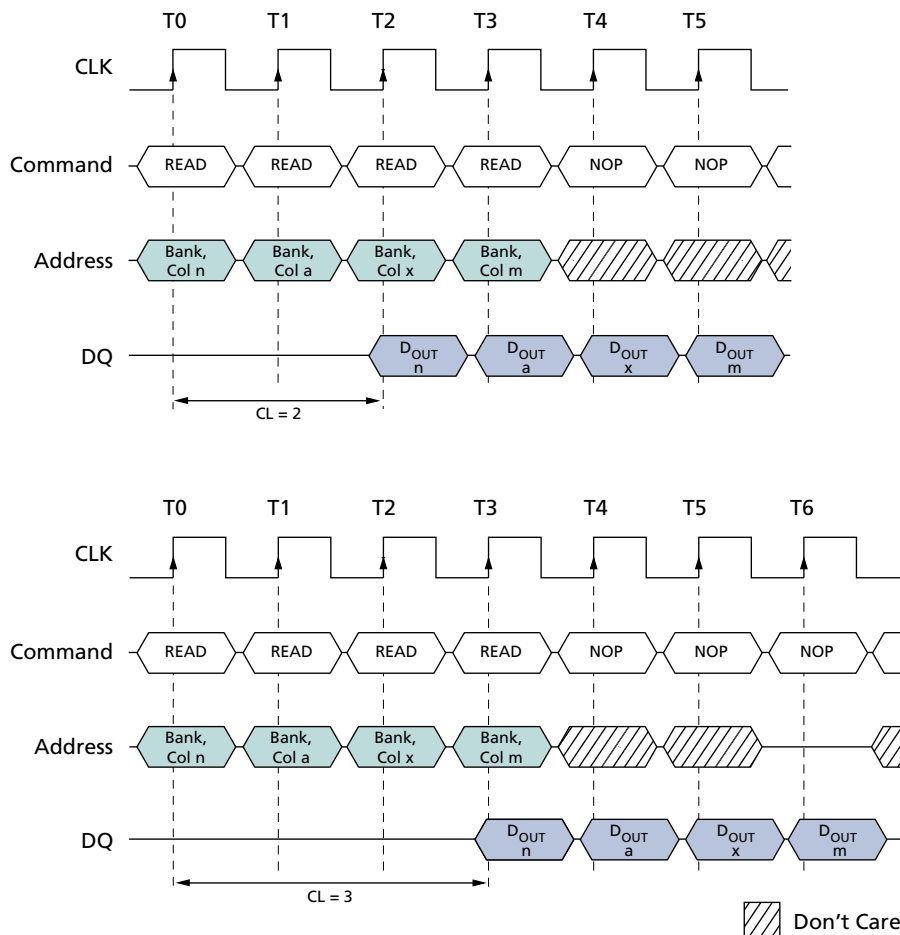 T0 T1 T2 T3 T4 T5
CLK
Command READ READ READ READ NOP NOP
Address Bank, Col n Bank, Col a Bank, Col x Bank, Col m
DQ DOUT n DOUT a DOUT x DOUT m
CL = 2
T0 T1 T2 T3 T4 T5 T6
CLK
Command READ READ READ READ NOP NOP NOP
Address Bank, Col n Bank, Col a Bank, Col x Bank, Col m
DQ DOUT n DOUT a DOUT x DOUT m
CL = 3
Don't Care